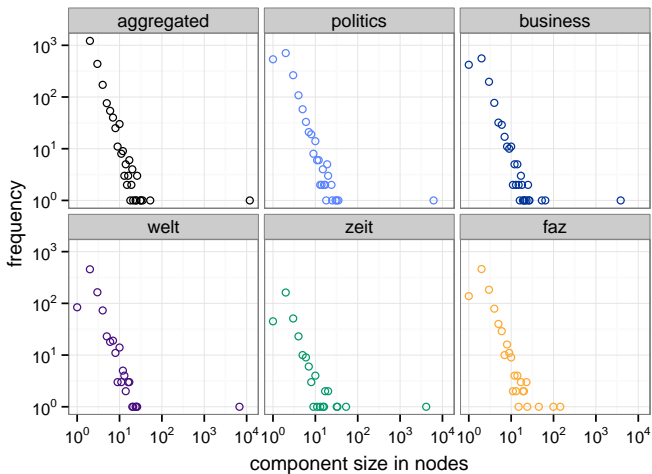 aggregated politics business
10³
10²
10¹
10⁰
welt zeit faz
10³
10²
10¹
10⁰
frequency
10⁰ 10¹ 10² 10³ 10⁴ 10⁰ 10¹ 10² 10³ 10⁴ 10⁰ 10¹ 10² 10³ 10⁴
component size in nodes